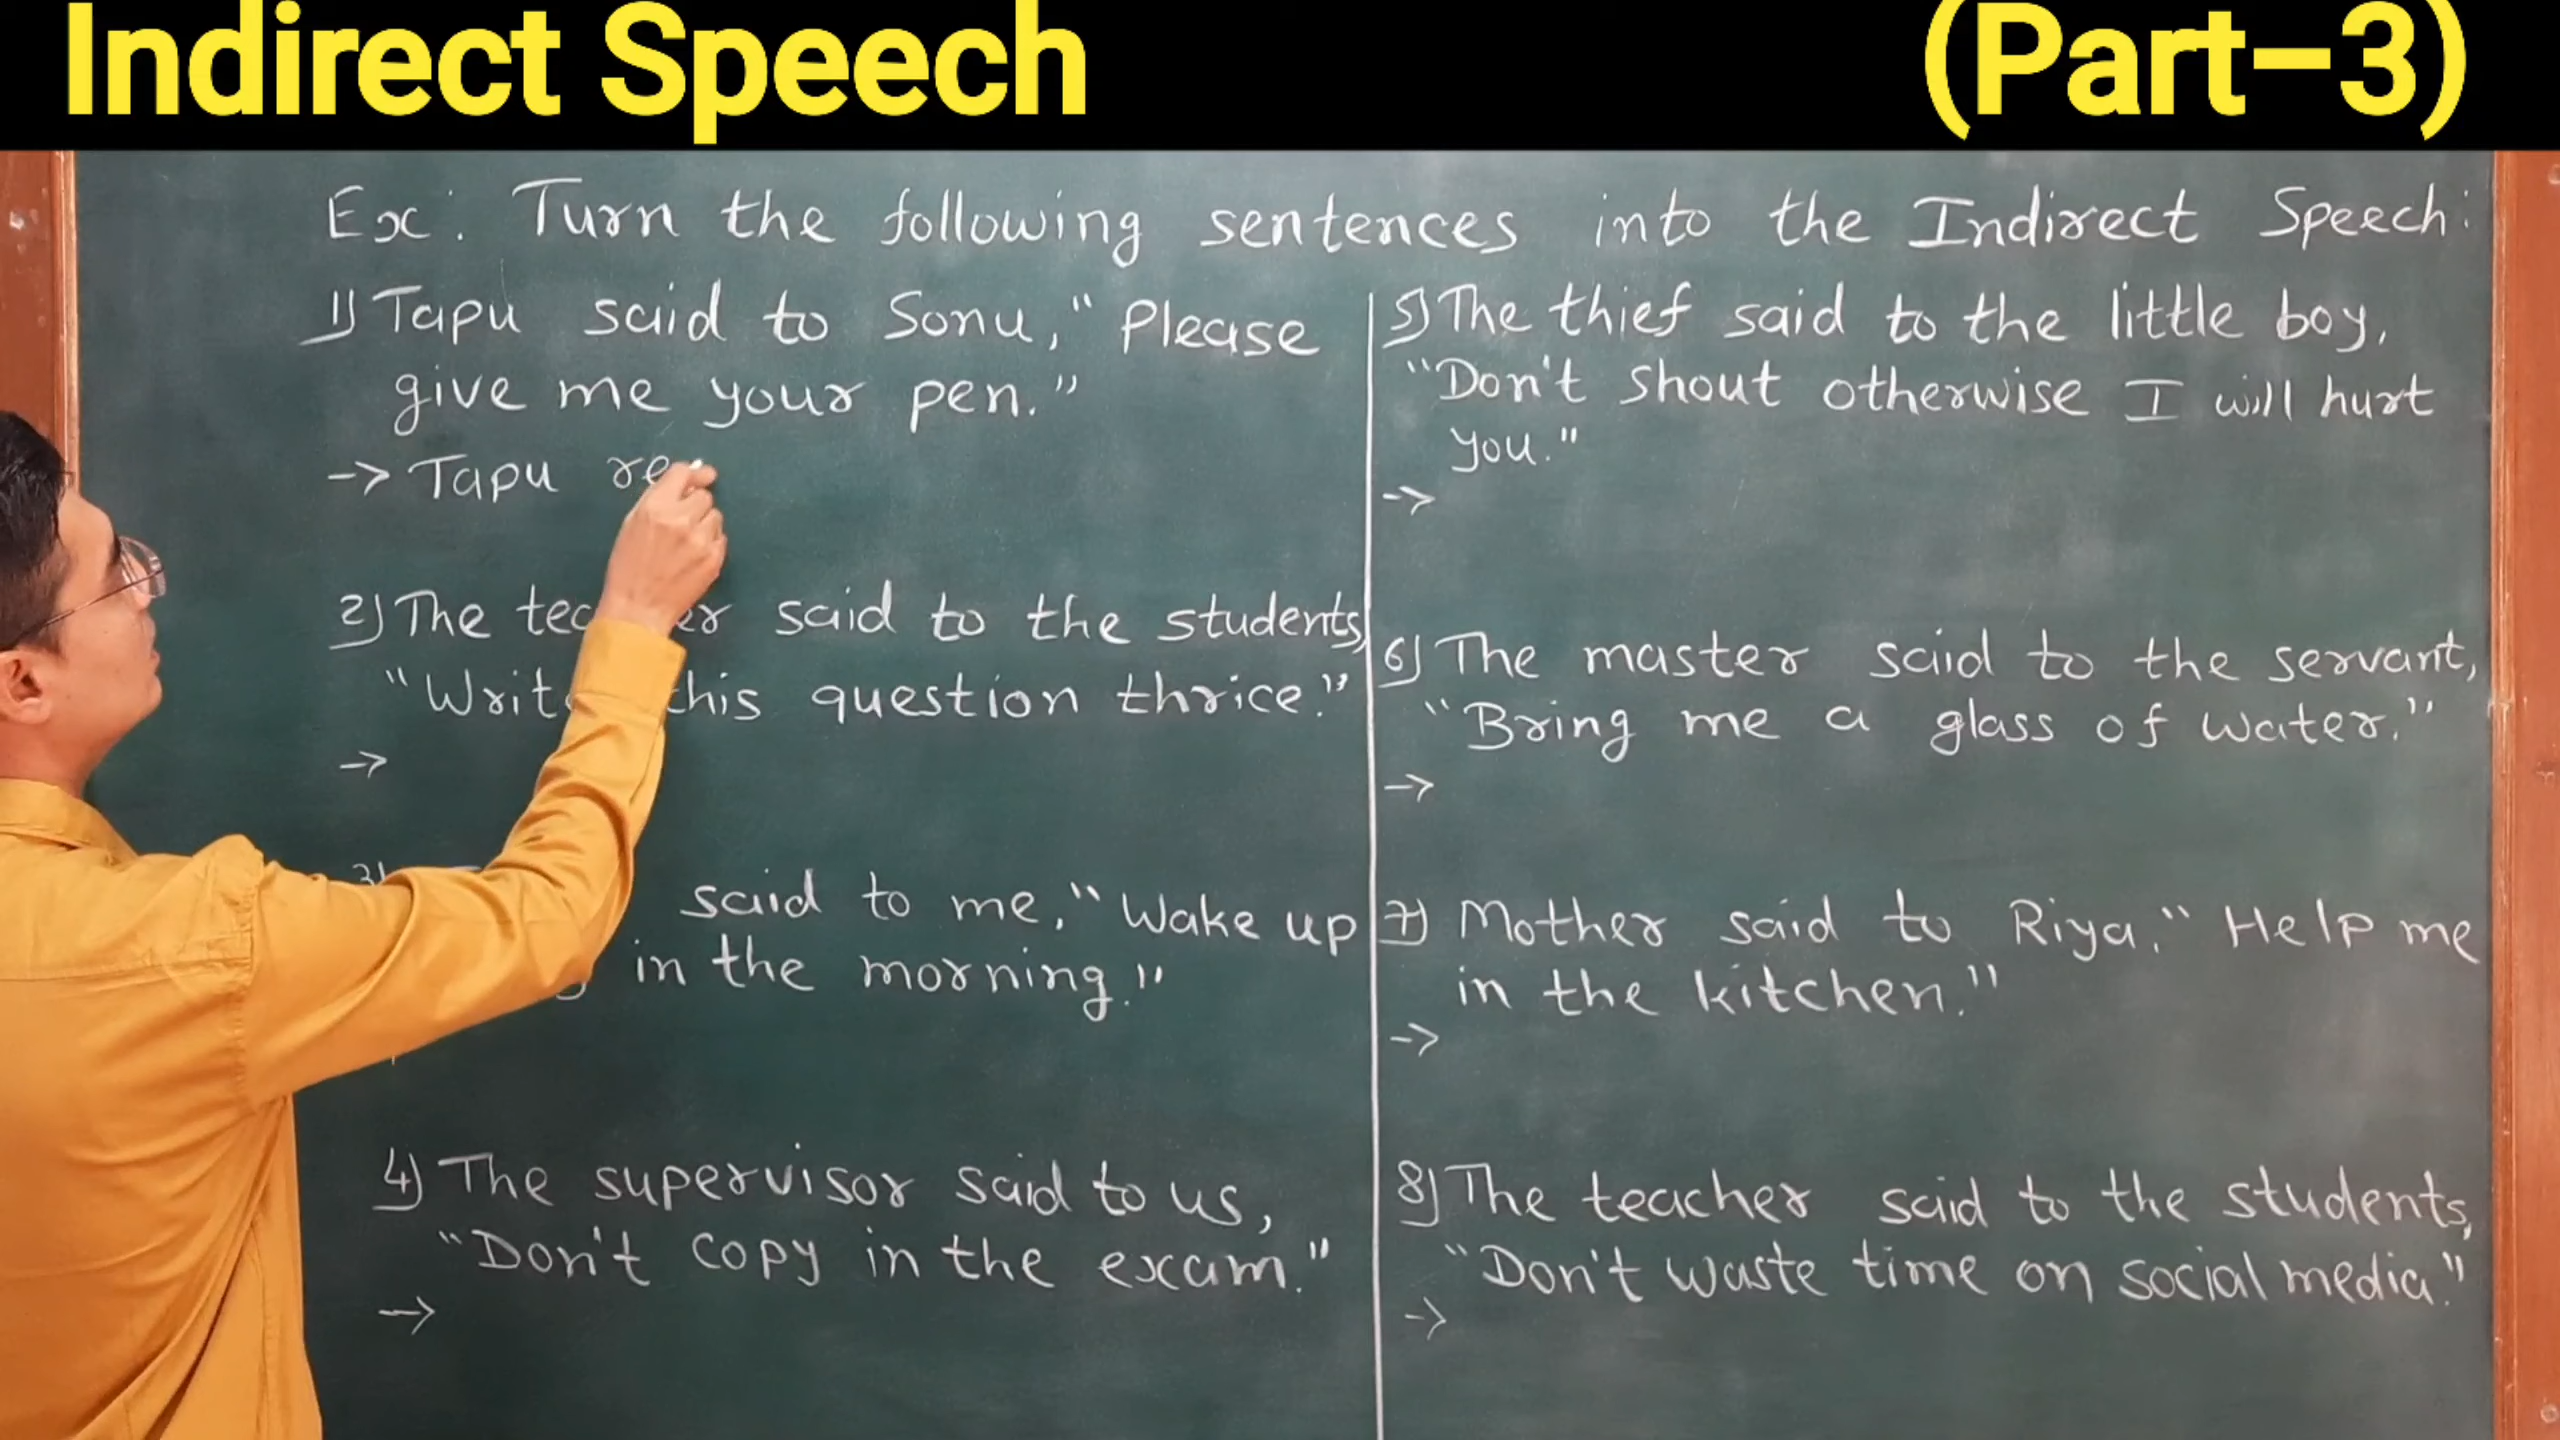 Indirect Speech (Part-3)
Ex: Turn the following sentences into the Indirect Speech:
1) Tapu said to Sonu, "Please
give me your pen."
-> Tapu re
2) The said to the students,
"Write this question thrice."
->
3) said to me, "Wake up
in the morning."
4) The supervisor said to us,
"Don't copy in the exam."
->
5) The thief said to the little boy,
"Don't shout otherwise I will hurt
you."
->
6) The master said to the servant,
"Bring me a glass of water."
->
7) Mother said to Riya, "Help me
in the kitchen."
->
8) The teacher said to the students,
"Don't waste time on social media."
->